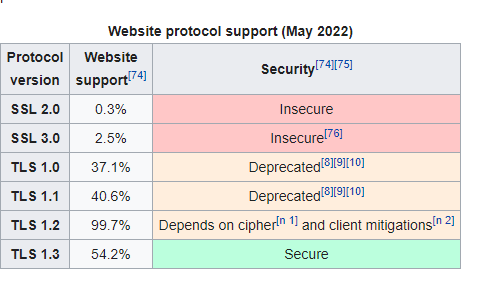 Website protocol support (May 2022)
Protocol version Website support[74] Security[74][75]
SSL 2.0 0.3% Insecure
SSL 3.0 2.5% Insecure[76]
TLS 1.0 37.1% Deprecated[8][9][10]
TLS 1.1 40.6% Deprecated[8][9][10]
TLS 1.2 99.7% Depends on cipher[n 1] and client mitigations[n 2]
TLS 1.3 54.2% Secure